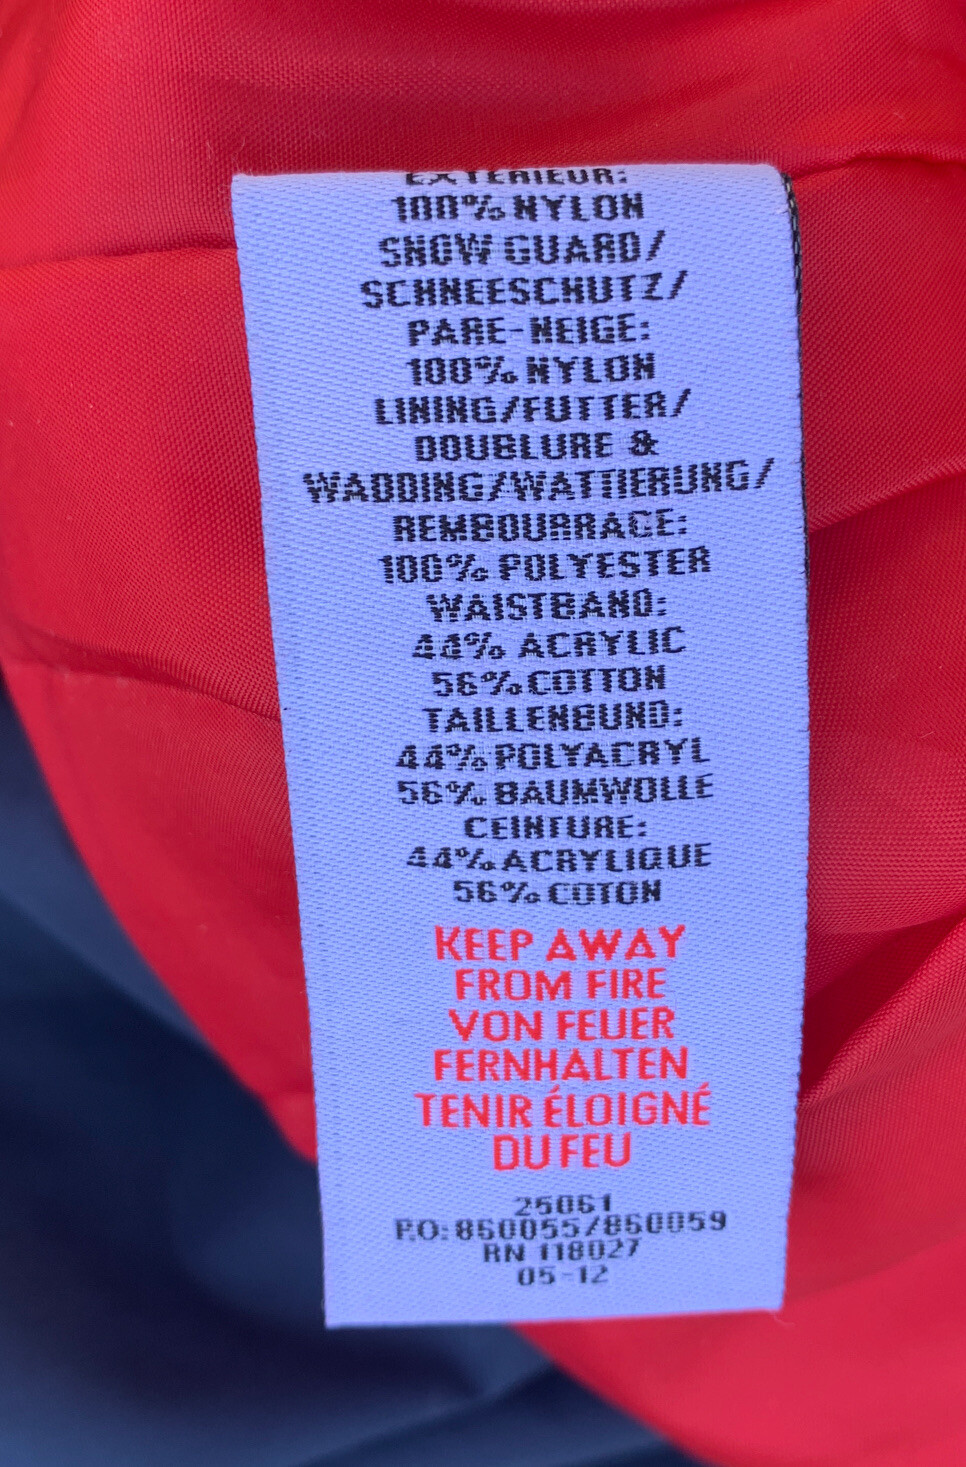 EXTERIEUR:
100% NYLON
SNOW GUARD/
SCHNEESCHUTZ/
PARE-NEIGE:
100% NYLON
LINING/FUTTER/
DOUBLURE &
WADDING/WATTIERUNG/
REMBOURRAGE:
100% POLYESTER
WAISTBAND:
44% ACRYLIC
56% COTTON
TAILLENBUND:
44% POLYACRYL
56% BAUMWOLLE
CEINTURE:
44% ACRYLIQUE
56% COTON
KEEP AWAY
FROM FIRE
VON FEUER
FERNHALTEN
TENIR ÉLOIGNÉ
DU FEU
25061
P.O: 860055/860059
RN 118027
05-12